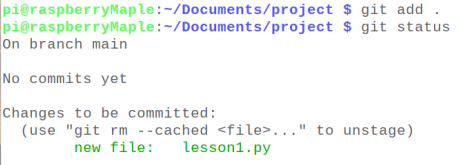 pi@raspberryMaple:~/Documents/project $ git add .
pi@raspberryMaple:~/Documents/project $ git status
On branch main
No commits yet
Changes to be committed:
(use "git rm --cached <file>..." to unstage)
new file: lesson1.py